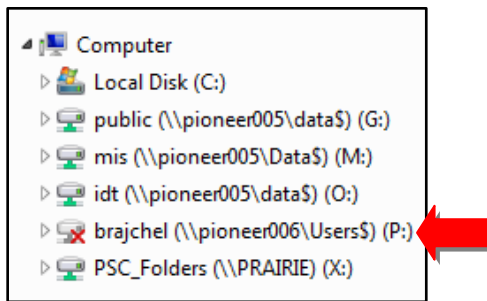 Computer
Local Disk (C:)
public (\\pioneer005\data$) (G:)
mis (\\pioneer005\Data$) (M:)
idt (\\pioneer005\data$) (O:)
brajchel (\\pioneer006\Users$) (P:)
PSC_Folders (\\PRAIRIE) (X:)